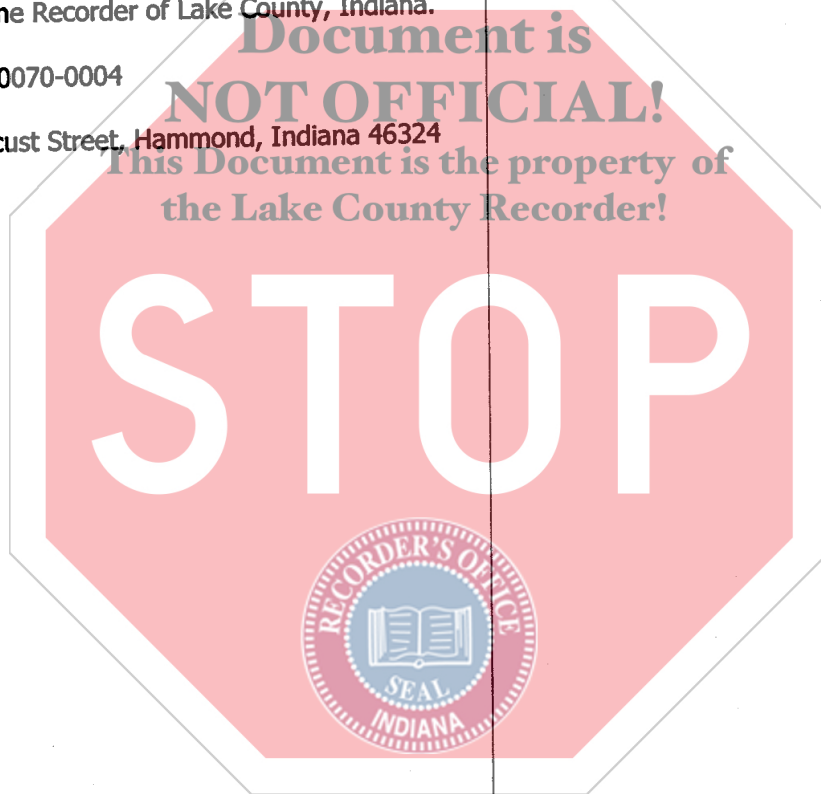 ne Recorder of Lake County, Indiana.
Document is
0070-0004
NOT OFFICIAL!
cust Street, Hammond, Indiana 46324
This Document is the property of
the Lake County Recorder!
STOP
RECORDER'S OFFICE
SEAL
INDIANA